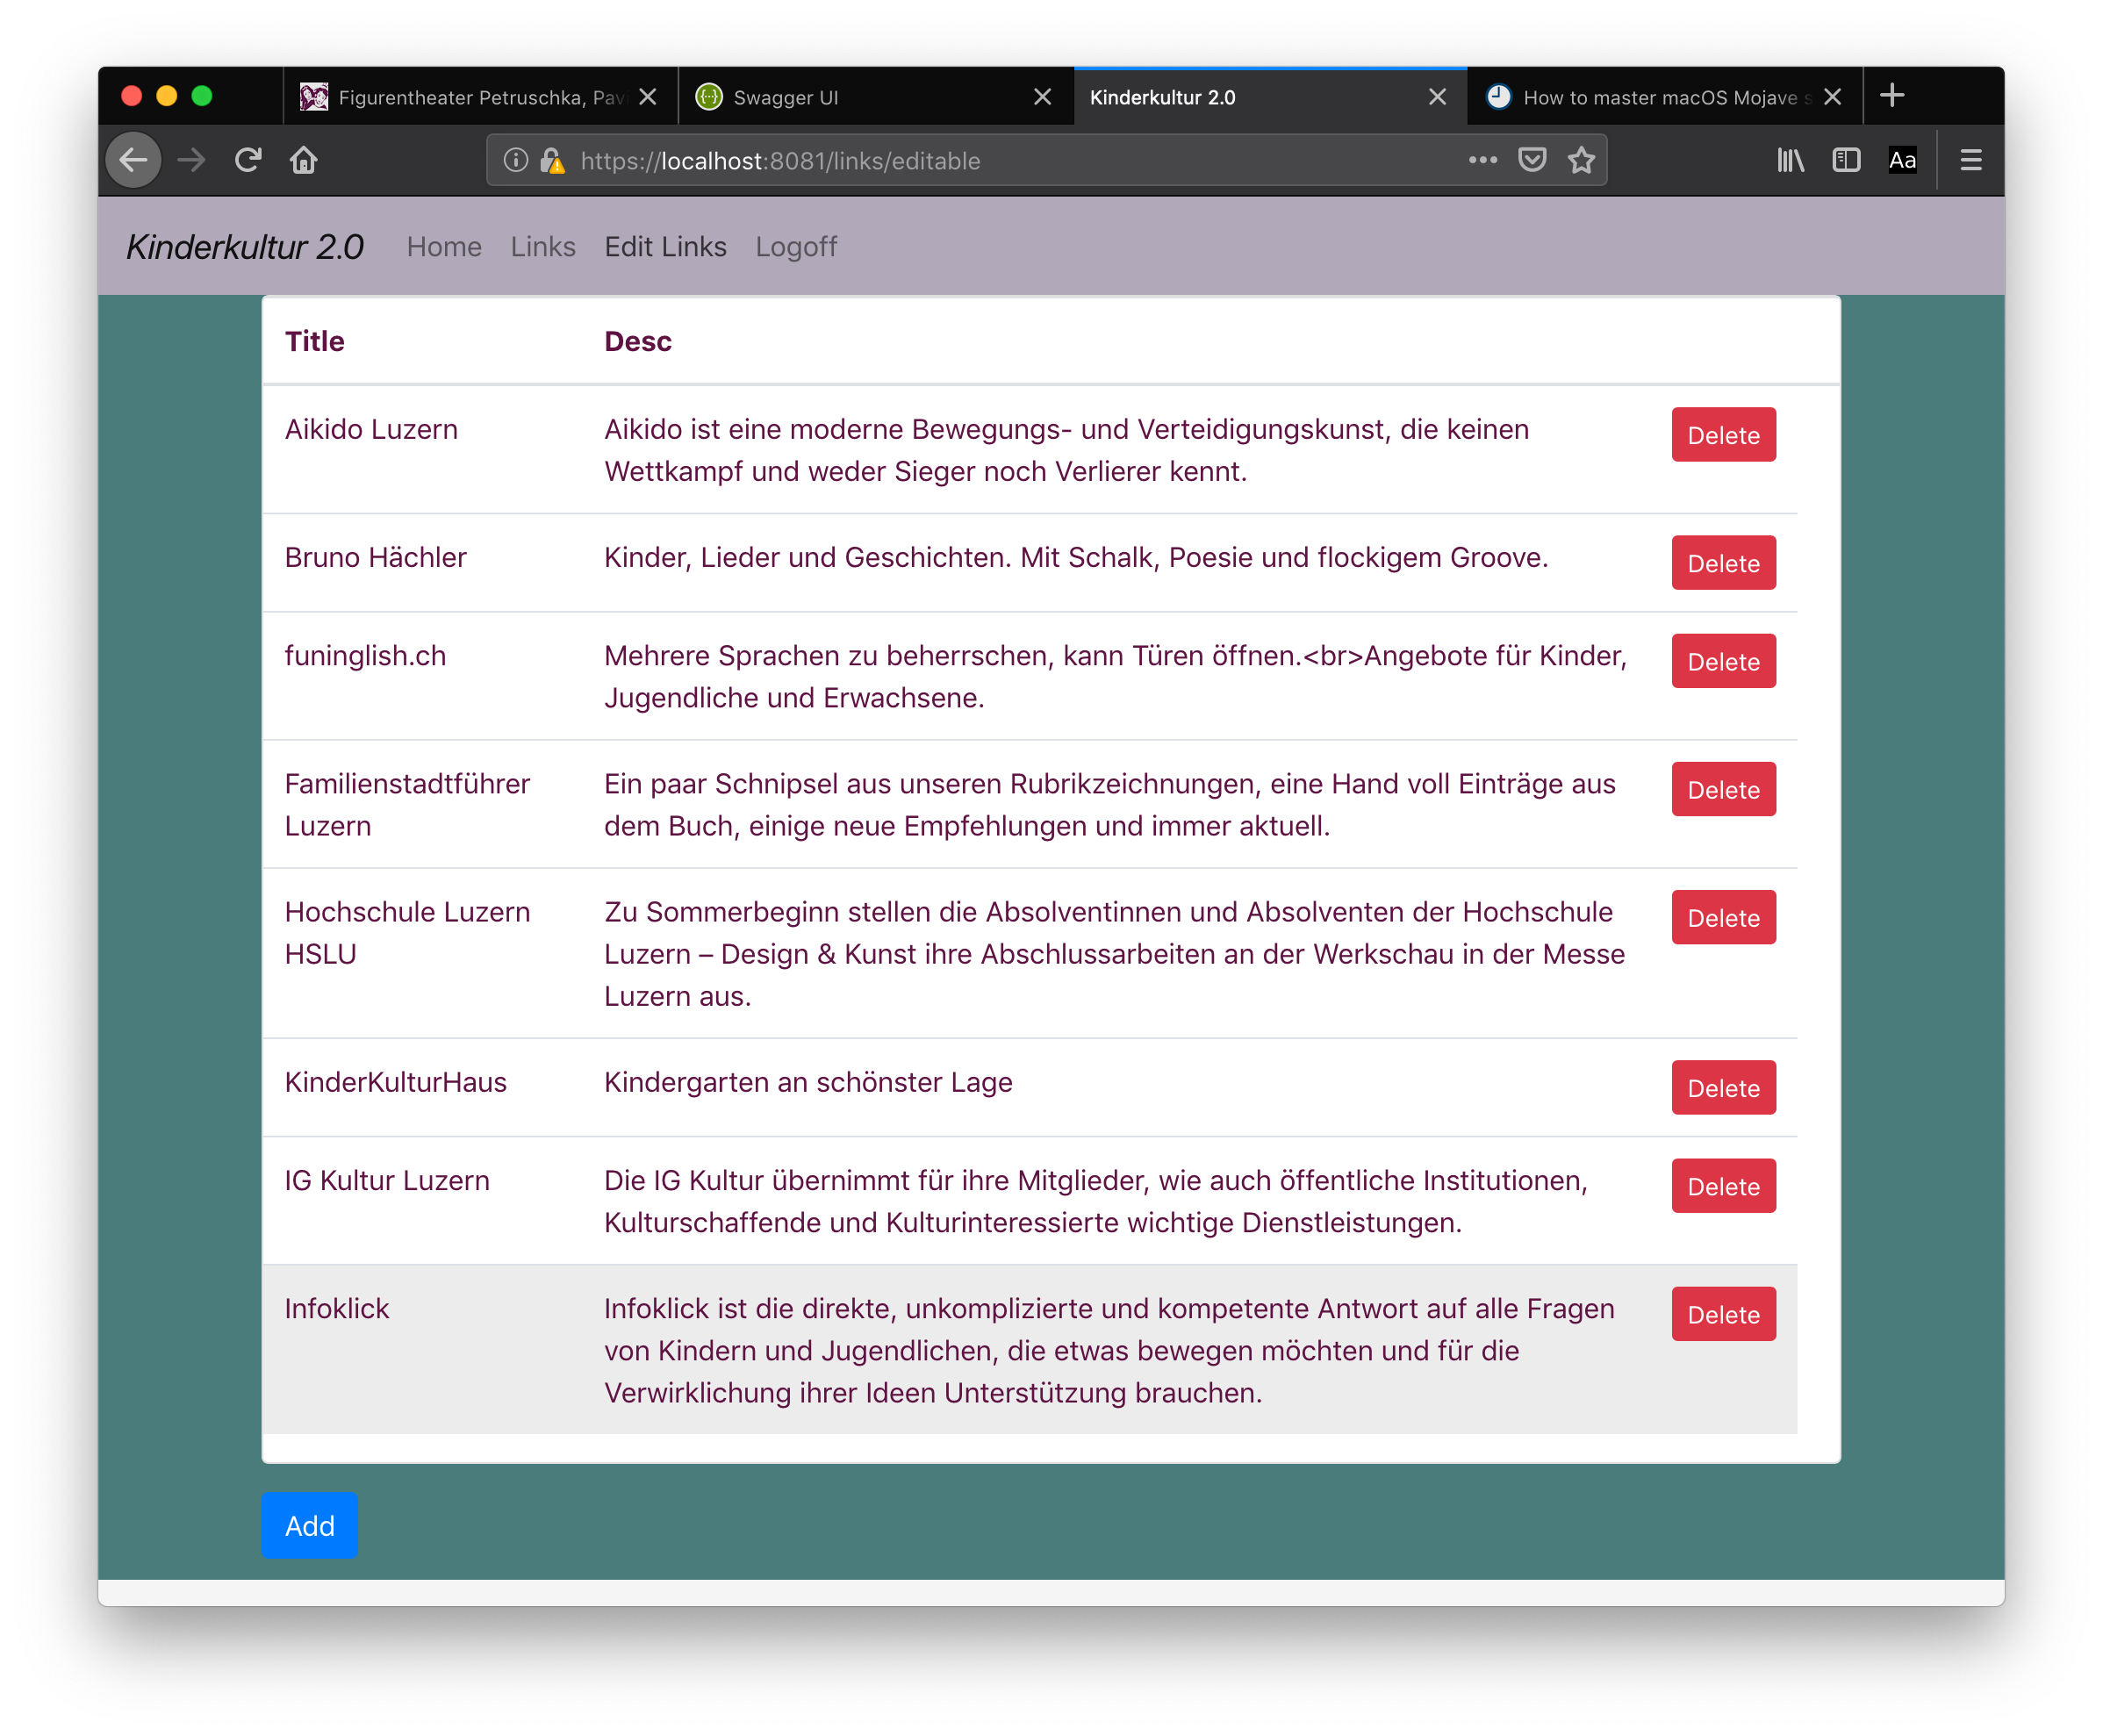 Figurentheater Petruschka, Pavi
Swagger UI
Kinderkultur 2.0
How to master macOS Mojave s
https://localhost:8081/links/editable
Aa
Kinderkultur 2.0 Home Links Edit Links Logoff
Title Desc
Aikido Luzern Aikido ist eine moderne Bewegungs- und Verteidigungskunst, die keinen Delete
Wettkampf und weder Sieger noch Verlierer kennt.
Bruno Hächler Kinder, Lieder und Geschichten. Mit Schalk, Poesie und flockigem Groove. Delete
funinglish.ch Mehrere Sprachen zu beherrschen, kann Türen öffnen.<br>Angebote für Kinder, Delete
Jugendliche und Erwachsene.
Familienstadtführer Ein paar Schnipsel aus unseren Rubrikzeichnungen, eine Hand voll Einträge aus Delete
Luzern dem Buch, einige neue Empfehlungen und immer aktuell.
Hochschule Luzern Zu Sommerbeginn stellen die Absolventinnen und Absolventen der Hochschule Delete
HSLU Luzern – Design & Kunst ihre Abschlussarbeiten an der Werkschau in der Messe
Luzern aus.
KinderKulturHaus Kindergarten an schönster Lage Delete
IG Kultur Luzern Die IG Kultur übernimmt für ihre Mitglieder, wie auch öffentliche Institutionen, Delete
Kulturschaffende und Kulturinteressierte wichtige Dienstleistungen.
Infoklick Infoklick ist die direkte, unkomplizierte und kompetente Antwort auf alle Fragen Delete
von Kindern und Jugendlichen, die etwas bewegen möchten und für die
Verwirklichung ihrer Ideen Unterstützung brauchen.
Add